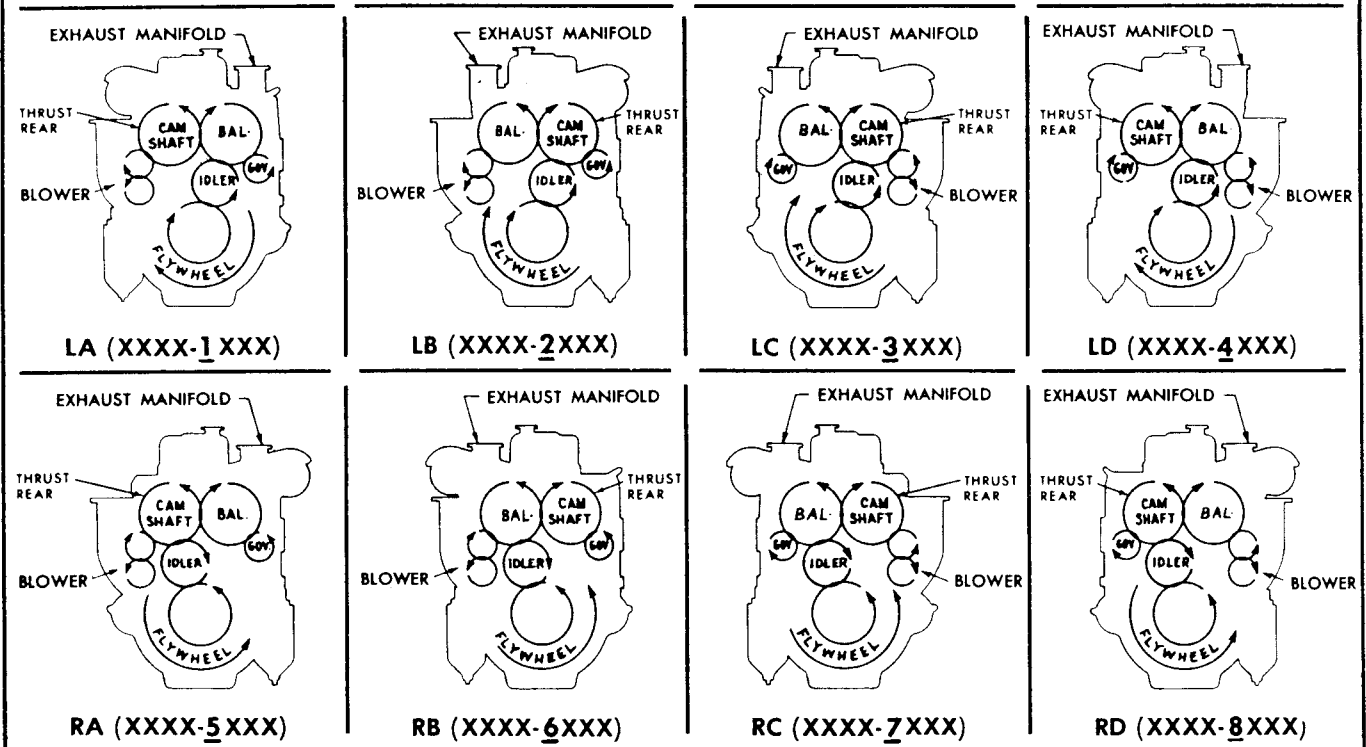 EXHAUST MANIFOLD
THRUST
REAR
CAM
SHAFT
BAL.
GOV.
IDLER
BLOWER
FLYWHEEL
LA (XXXX-1XXX)
EXHAUST MANIFOLD
THRUST
REAR
BAL.
CAM
SHAFT
GOV.
IDLER
BLOWER
FLYWHEEL
LB (XXXX-2XXX)
EXHAUST MANIFOLD
THRUST
REAR
BAL.
CAM
SHAFT
GOV
IDLER
BLOWER
FLYWHEEL
LC (XXXX-3XXX)
EXHAUST MANIFOLD
THRUST
REAR
CAM
SHAFT
BAL.
GOV
IDLER
BLOWER
FLYWHEEL
LD (XXXX-4XXX)
EXHAUST MANIFOLD
THRUST
REAR
CAM
SHAFT
BAL.
GOV.
IDLER
BLOWER
FLYWHEEL
RA (XXXX-5XXX)
EXHAUST MANIFOLD
THRUST
REAR
BAL.
CAM
SHAFT
GOV.
IDLER
BLOWER
FLYWHEEL
RB (XXXX-6XXX)
EXHAUST MANIFOLD
THRUST
REAR
BAL.
CAM
SHAFT
GOV
IDLER
BLOWER
FLYWHEEL
RC (XXXX-7XXX)
EXHAUST MANIFOLD
THRUST
REAR
CAM
SHAFT
BAL.
GOV
IDLER
BLOWER
FLYWHEEL
RD (XXXX-8XXX)